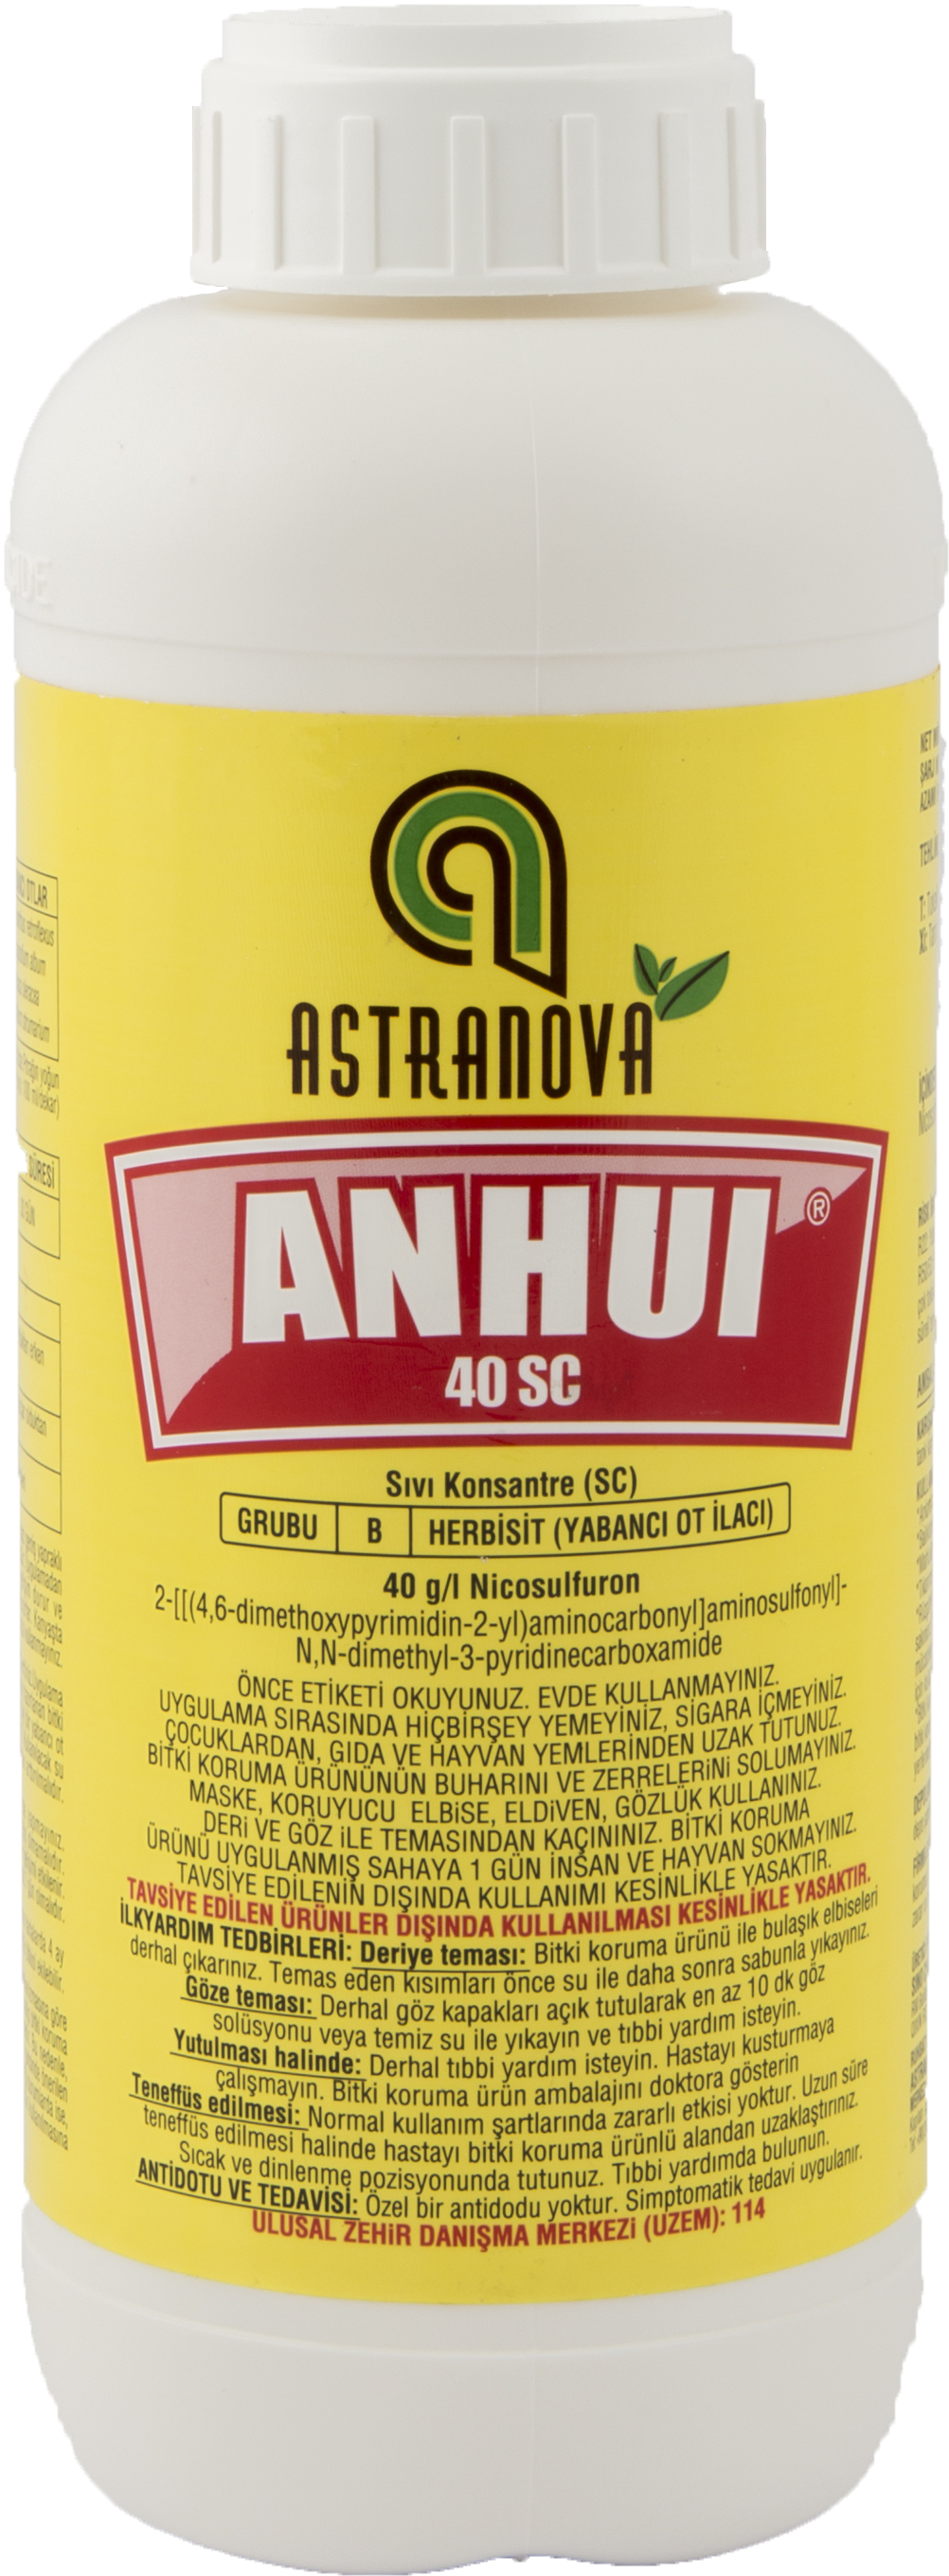 ASTRANOVA
ANHUI ®
40 SC
Sıvı Konsantre (SC)
GRUBU B HERBİSİT (YABANCI OT İLACI)
40 g/l Nicosulfuron
2-[[(4,6-dimethoxypyrimidin-2-yl)aminocarbonyl]aminosulfonyl]-
N,N-dimethyl-3-pyridinecarboxamide
ÖNCE ETİKETİ OKUYUNUZ. EVDE KULLANMAYINIZ.
UYGULAMA SIRASINDA HİÇBİRŞEY YEMEYİNİZ, SİGARA İÇMEYİNİZ.
ÇOCUKLARDAN, GIDA VE HAYVAN YEMLERİNDEN UZAK TUTUNUZ.
BİTKİ KORUMA ÜRÜNÜNÜN BUHARINI VE ZERRELERİNİ SOLUMAYINIZ.
MASKE, KORUYUCU ELBİSE, ELDİVEN, GÖZLÜK KULLANINIZ.
DERİ VE GÖZ İLE TEMASINDAN KAÇININIZ. BİTKİ KORUMA
ÜRÜNÜ UYGULANMIŞ SAHAYA 1 GÜN İNSAN VE HAYVAN SOKMAYINIZ.
TAVSİYE EDİLENİN DIŞINDA KULLANIMI KESİNLİKLE YASAKTIR.
TAVSİYE EDİLEN ÜRÜNLER DIŞINDA KULLANILMASI KESİNLİKLE YASAKTIR.
İLKYARDIM TEDBİRLERİ: Deriye teması: Bitki koruma ürünü ile bulaşık elbiseleri
derhal çıkarınız. Temas eden kısımları önce su ile daha sonra sabunla yıkayınız.
Göze teması: Derhal göz kapakları açık tutularak en az 10 dk göz
solüsyonu veya temiz su ile yıkayın ve tıbbi yardım isteyin.
Yutulması halinde: Derhal tıbbi yardım isteyin. Hastayı kusturmaya
çalışmayın. Bitki koruma ürün ambalajını doktora gösterin
Teneffüs edilmesi: Normal kullanım şartlarında zararlı etkisi yoktur. Uzun süre
teneffüs edilmesi halinde hastayı bitki koruma ürünlü alandan uzaklaştırınız.
Sıcak ve dinlenme pozisyonunda tutunuz. Tıbbi yardımda bulunun.
ANTİDOTU VE TEDAVİSİ: Özel bir antidodu yoktur. Simptomatik tedavi uygulanır.
ULUSAL ZEHİR DANIŞMA MERKEZİ (UZEM): 114